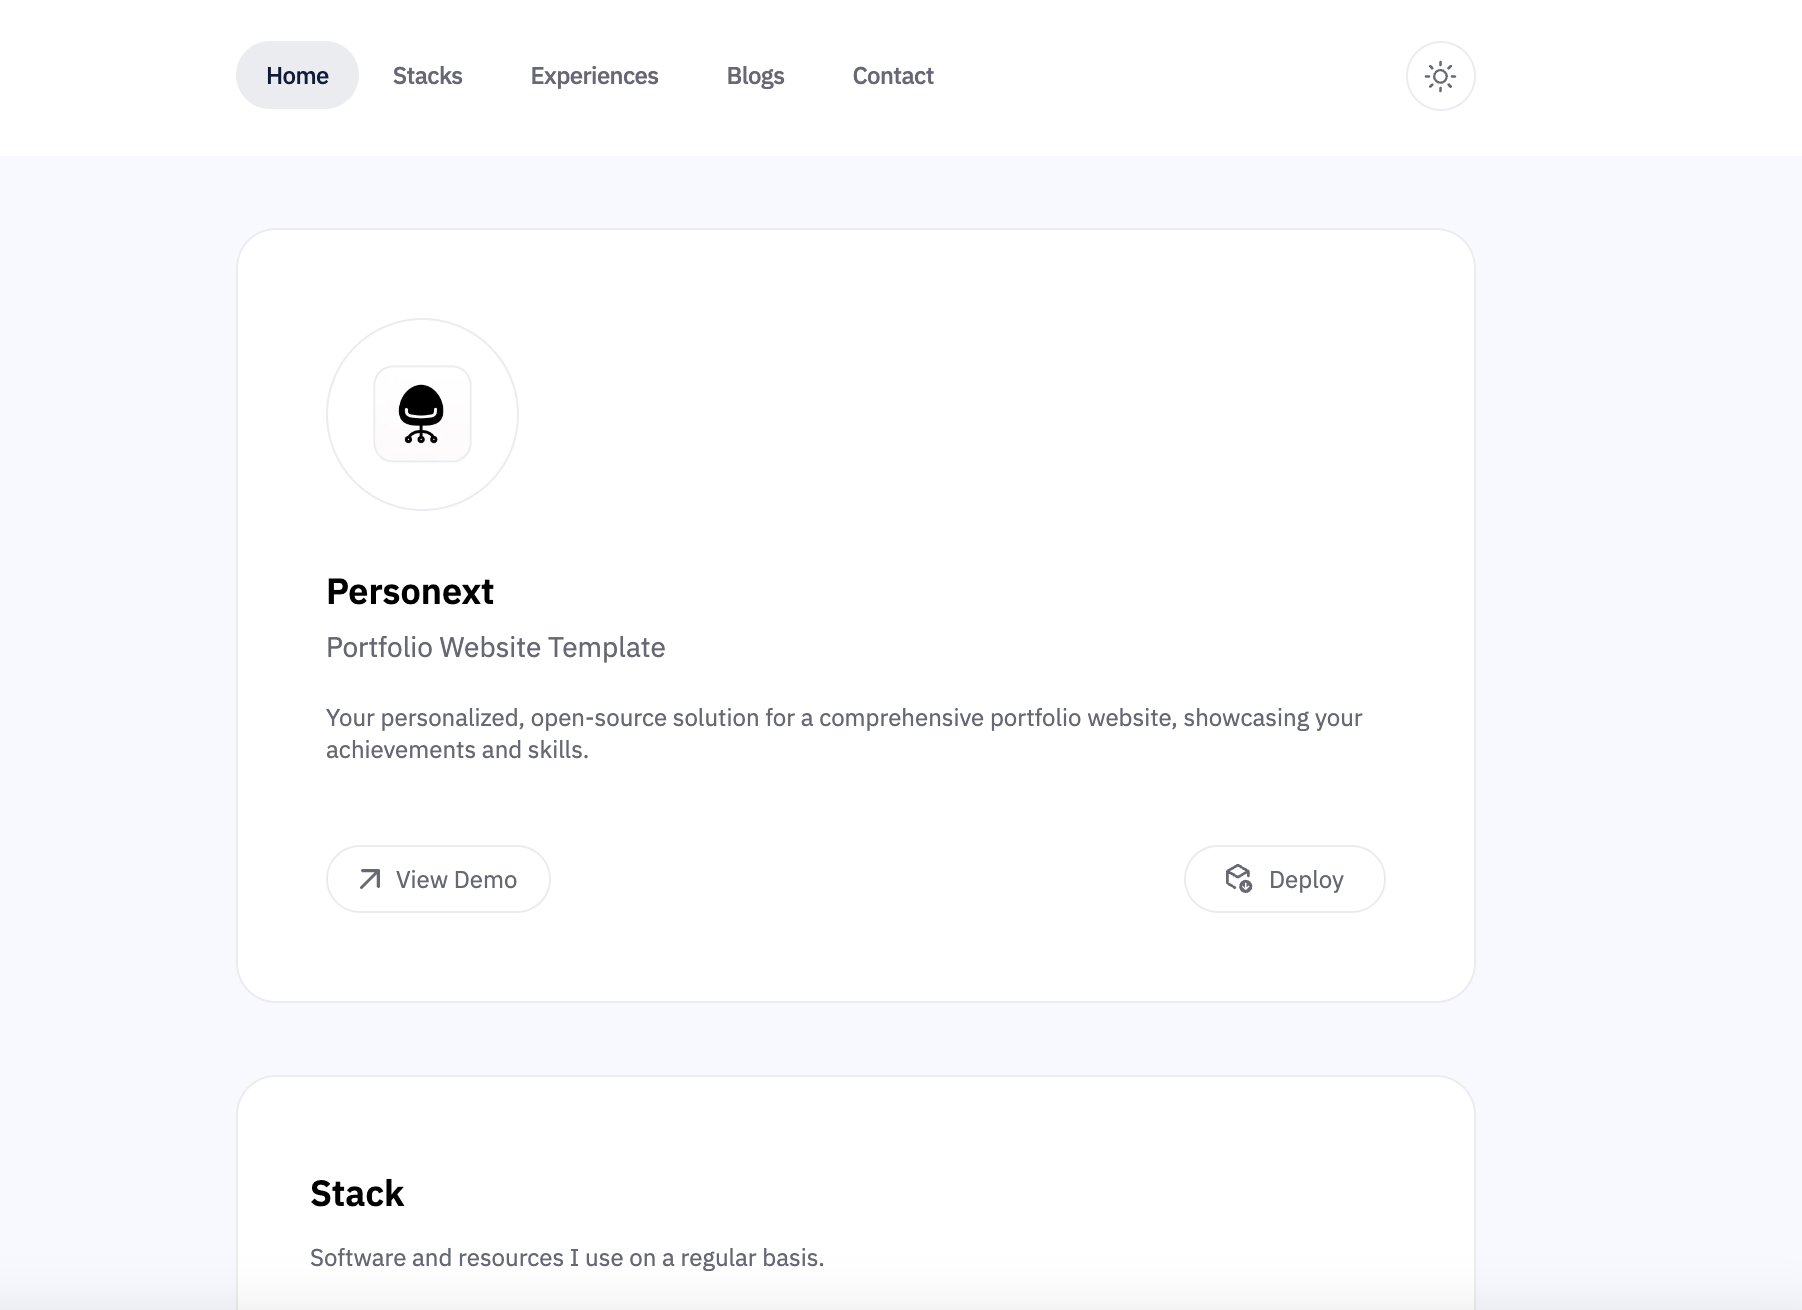 Home Stacks Experiences Blogs Contact
Personext
Portfolio Website Template
Your personalized, open-source solution for a comprehensive portfolio website, showcasing your
achievements and skills.
View Demo Deploy
Stack
Software and resources I use on a regular basis.